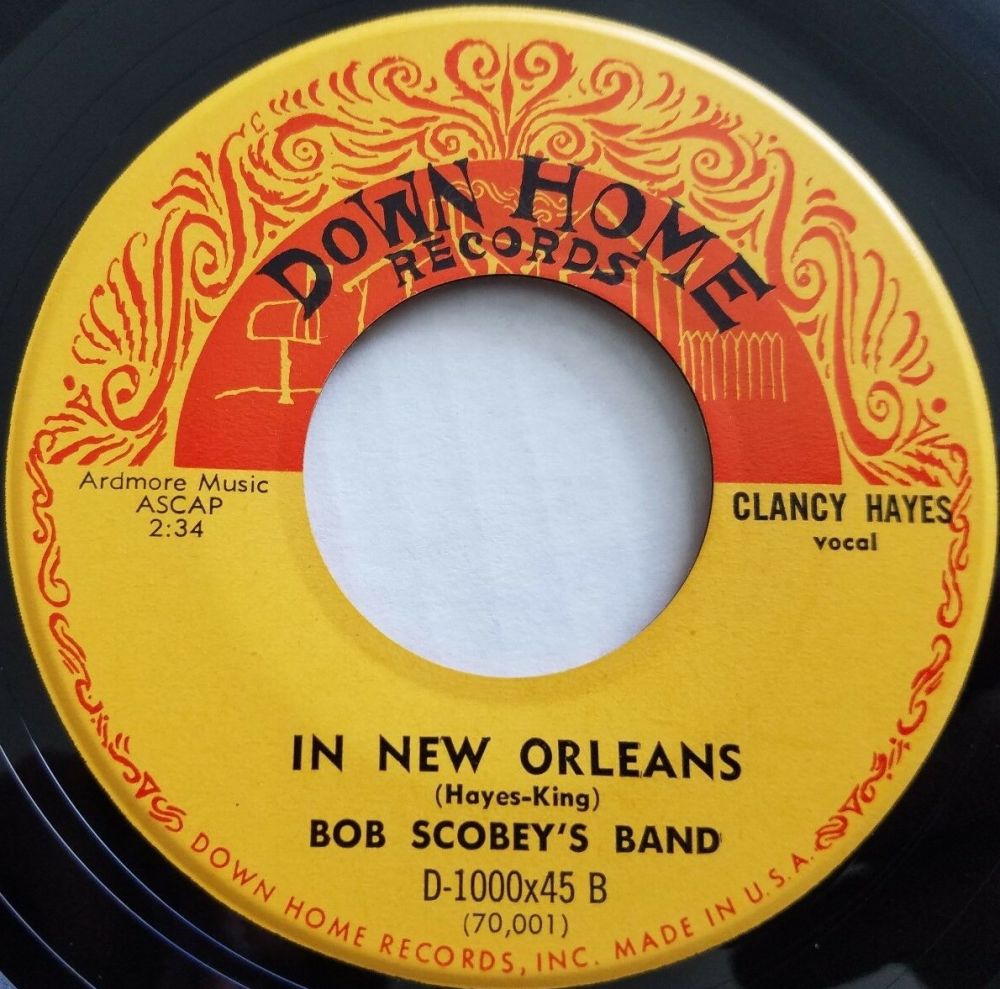 DOWN HOME
RECORDS
Ardmore Music
ASCAP
2:34
CLANCY HAYES
vocal
IN NEW ORLEANS
(Hayes-King)
BOB SCOBEY'S BAND
D-1000x45 B
(70,001)
DOWN HOME RECORDS, INC. MADE IN U.S.A.